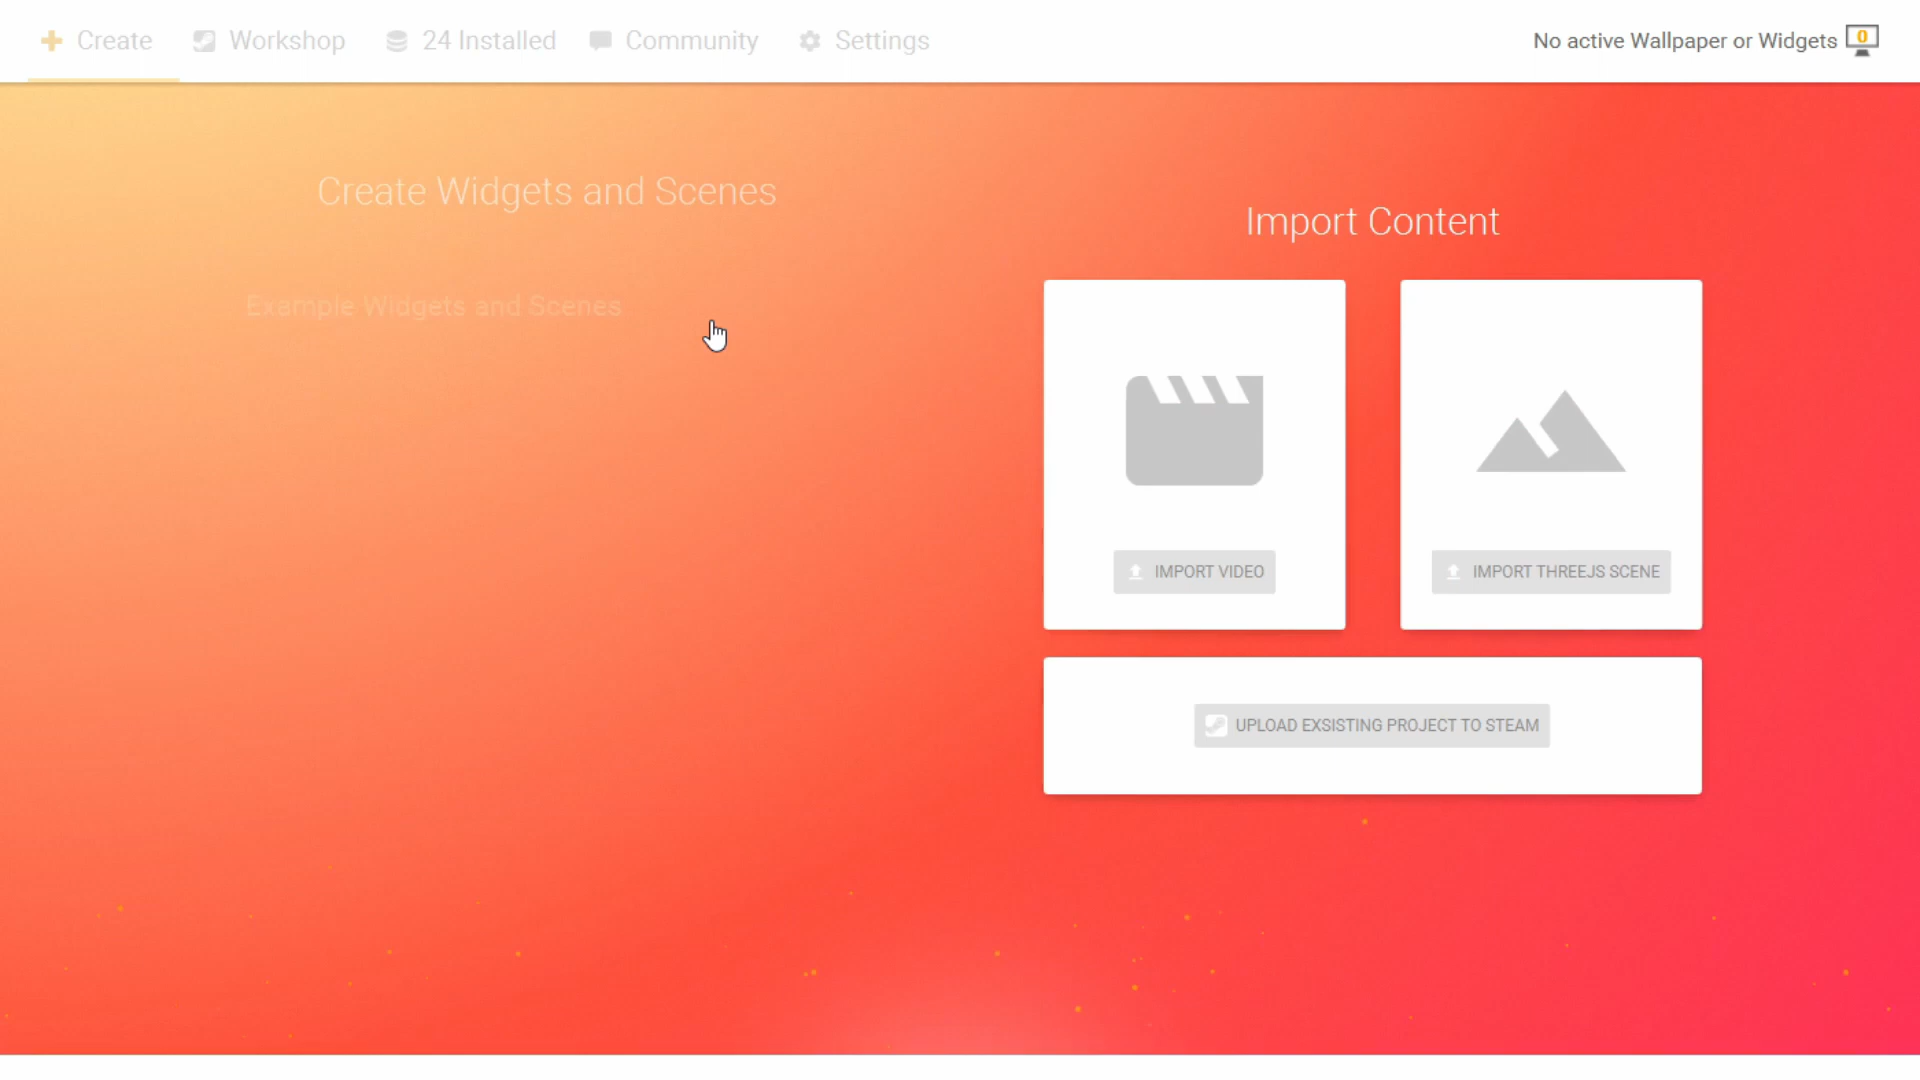 Create Workshop 24 Installed Community Settings No active Wallpaper or Widgets 0
Create Widgets and Scenes
Import Content
Example Widgets and Scenes
IMPORT VIDEO IMPORT THREEJS SCENE
UPLOAD EXSISTING PROJECT TO STEAM